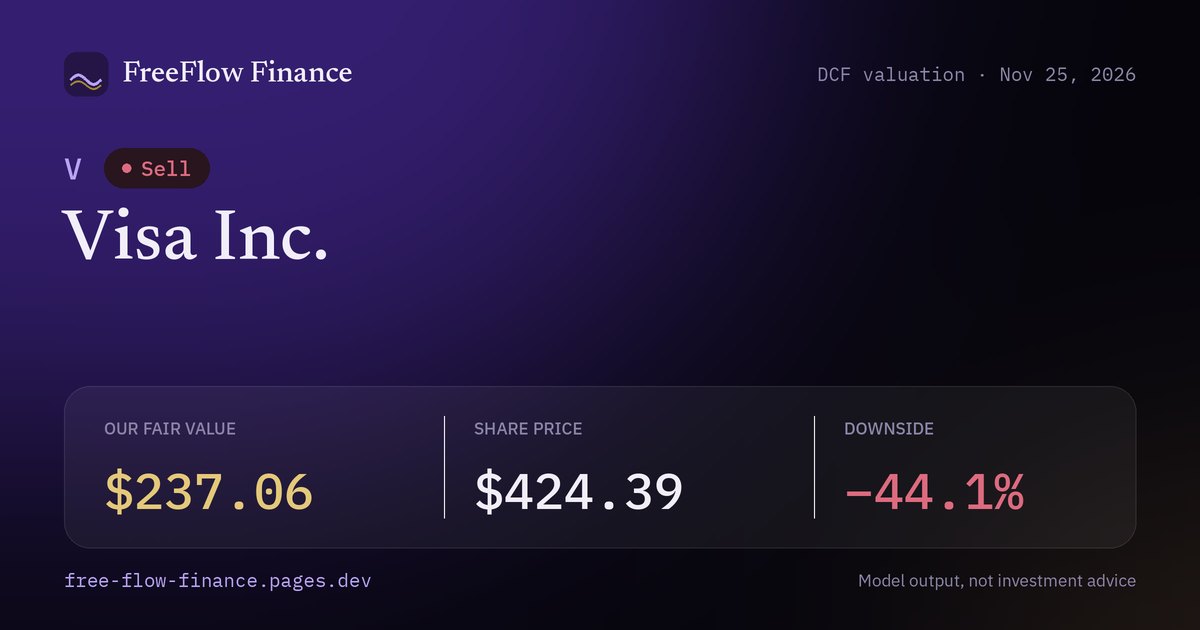 FreeFlow Finance
DCF valuation · Nov 25, 2026
V
Sell
Visa Inc.
OUR FAIR VALUE
$237.06
SHARE PRICE
$424.39
DOWNSIDE
−44.1%
free-flow-finance.pages.dev
Model output, not investment advice